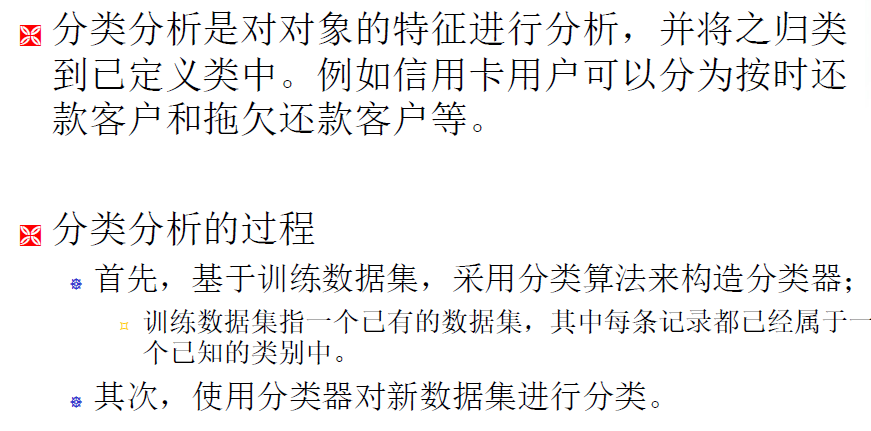 分类分析是对对象的特征进行分析，并将之归类
到已定义类中。例如信用卡用户可以分为按时还
款客户和拖欠还款客户等。
分类分析的过程
首先，基于训练数据集，采用分类算法来构造分类器；
训练数据集指一个已有的数据集，其中每条记录都已经属于一
个已知的类别中。
其次，使用分类器对新数据集进行分类。